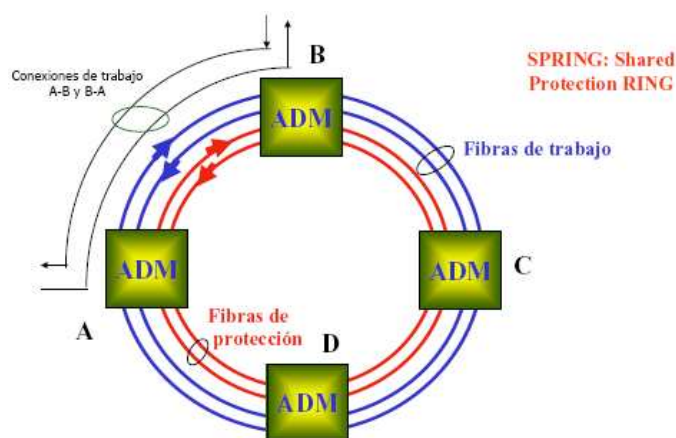 B
SPRING: Shared
Protection RING
Conexiones de trabajo
A-B y B-A
ADM
Fibras de trabajo
ADM
ADM
C
A
Fibras de
protección
D
ADM